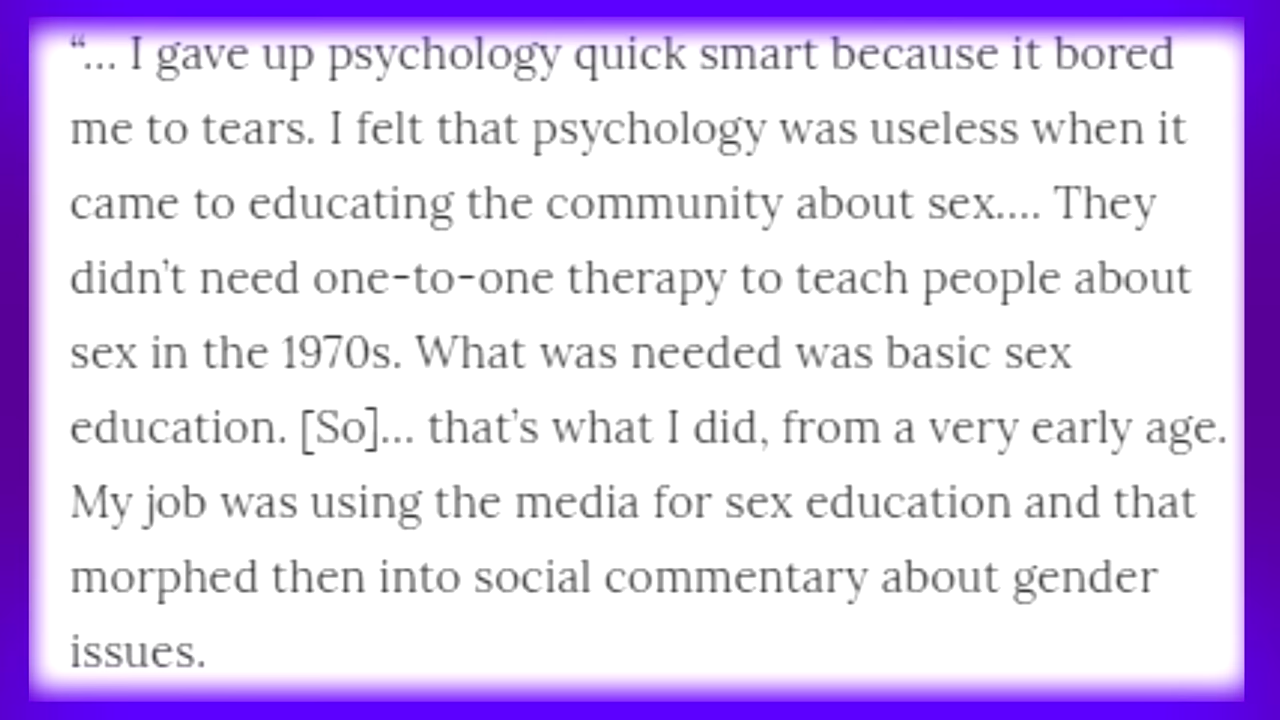 “... I gave up psychology quick smart because it bored
me to tears. I felt that psychology was useless when it
came to educating the community about sex.... They
didn’t need one-to-one therapy to teach people about
sex in the 1970s. What was needed was basic sex
education. [So]... that’s what I did, from a very early age.
My job was using the media for sex education and that
morphed then into social commentary about gender
issues.